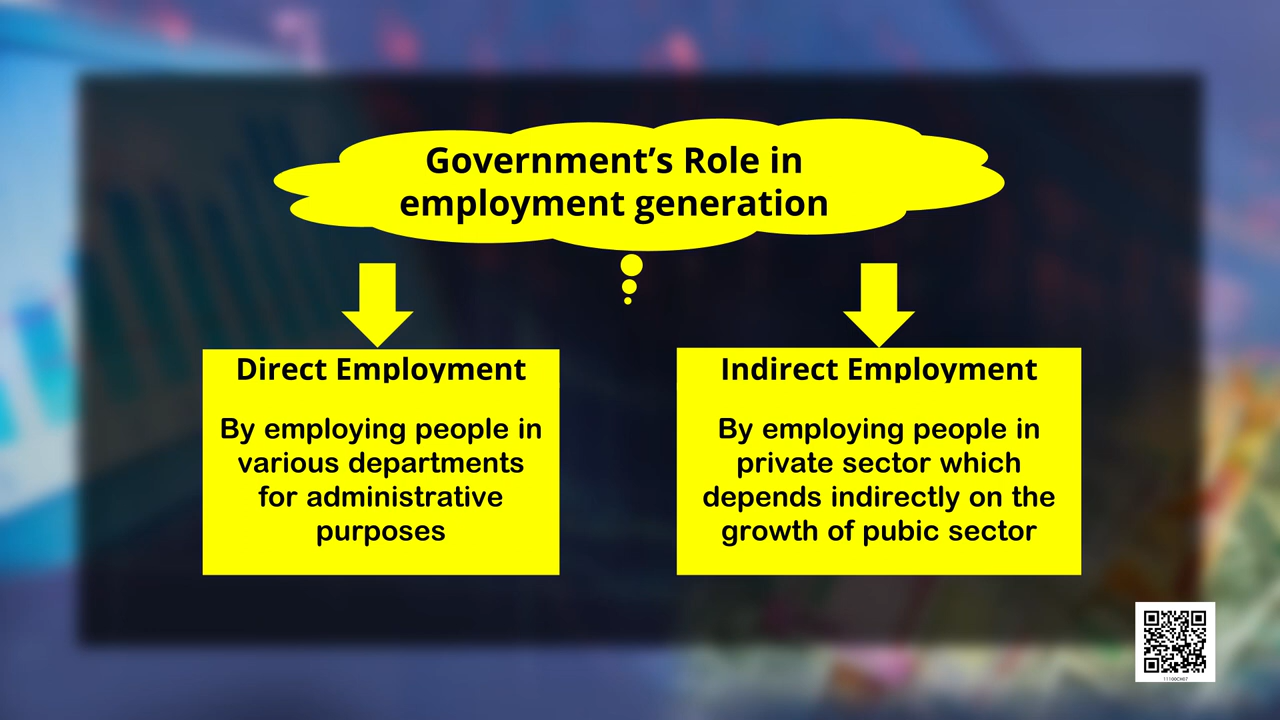 Government’s Role in
employment generation
Direct Employment
By employing people in
various departments
for administrative
purposes
Indirect Employment
By employing people in
private sector which
depends indirectly on the
growth of pubic sector